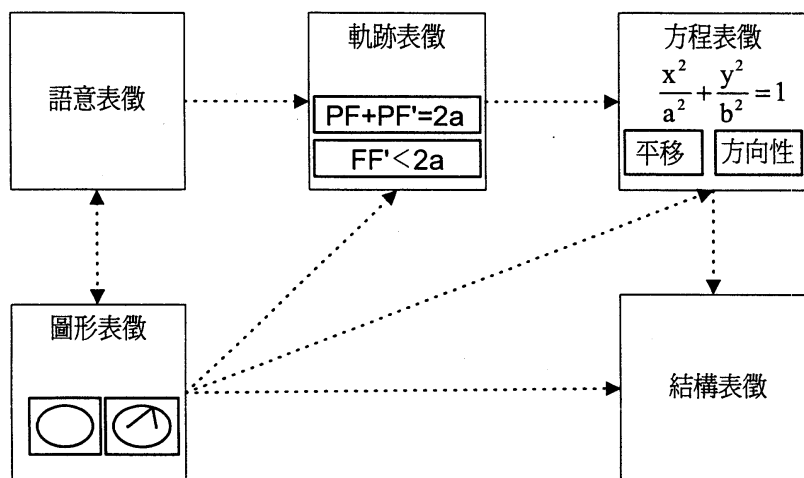 語意表徵
軌跡表徵
PF+PF'=2a
FF'<2a
方程表徵
x²/a² + y²/b² = 1
平移 方向性
圖形表徵
結構表徵